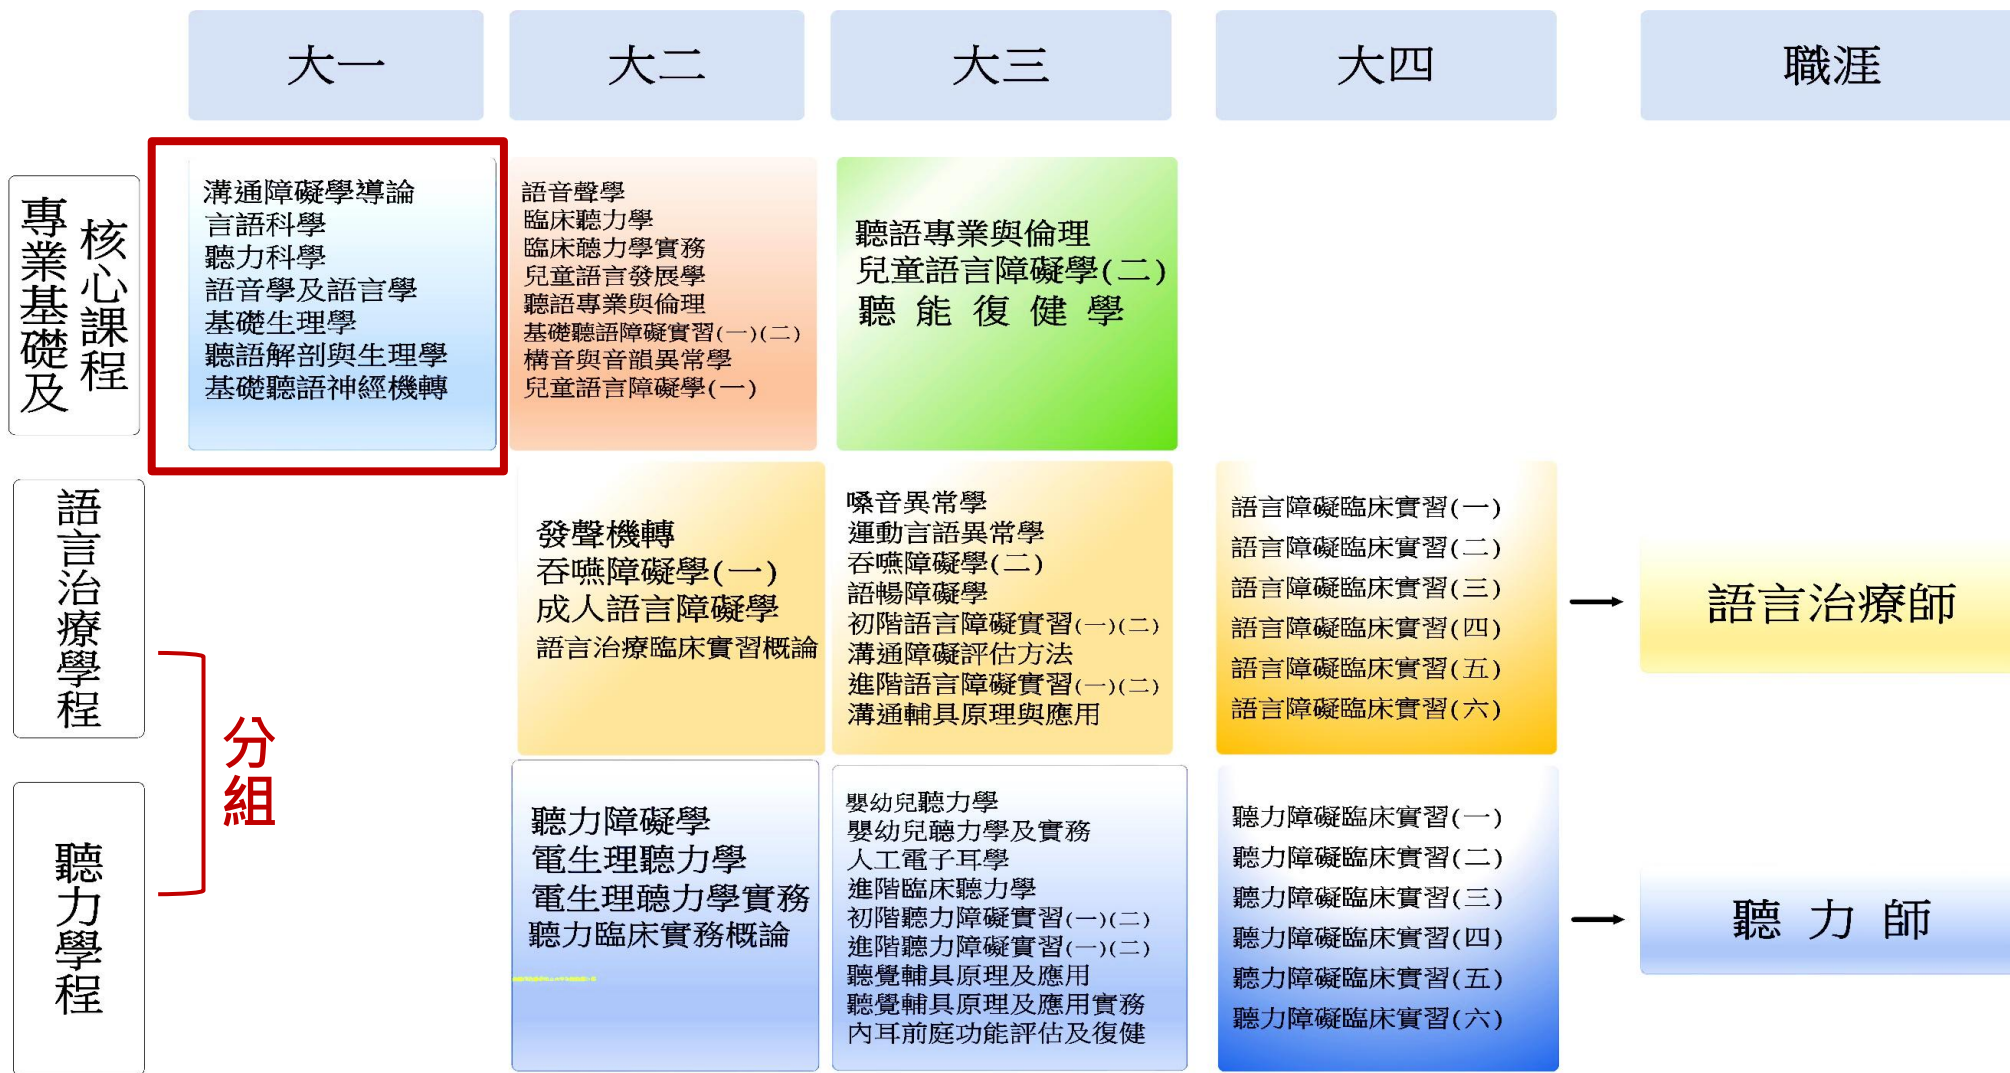 大一
大二
大三
大四
職涯
專業基礎及
核心課程
溝通障礙學導論
言語科學
聽力科學
語音學及語言學
基礎生理學
聽語解剖與生理學
基礎聽語神經機轉
語音聲學
臨床聽力學
臨床聽力學實務
兒童語言發展學
聽語專業與倫理
基礎聽語障礙實習(一)(二)
構音與音韻異常學
兒童語言障礙學(一)
聽語專業與倫理
兒童語言障礙學(二)
聽能復健學
語言治療學程
發聲機轉
吞嚥障礙學(一)
成人語言障礙學
語言治療臨床實習概論
嗓音異常學
運動言語異常學
吞嚥障礙學(二)
語暢障礙學
初階語言障礙實習(一)(二)
溝通障礙評估方法
進階語言障礙實習(一)(二)
溝通輔具原理與應用
語言障礙臨床實習(一)
語言障礙臨床實習(二)
語言障礙臨床實習(三)
語言障礙臨床實習(四)
語言障礙臨床實習(五)
語言障礙臨床實習(六)
語言治療師
分組
聽力學程
聽力障礙學
電生理聽力學
電生理聽力學實務
聽力臨床實務概論
嬰幼兒聽力學
嬰幼兒聽力學及實務
人工電子耳學
進階臨床聽力學
初階聽力障礙實習(一)(二)
進階聽力障礙實習(一)(二)
聽覺輔具原理及應用
聽覺輔具原理及應用實務
內耳前庭功能評估及復健
聽力障礙臨床實習(一)
聽力障礙臨床實習(二)
聽力障礙臨床實習(三)
聽力障礙臨床實習(四)
聽力障礙臨床實習(五)
聽力障礙臨床實習(六)
聽力師